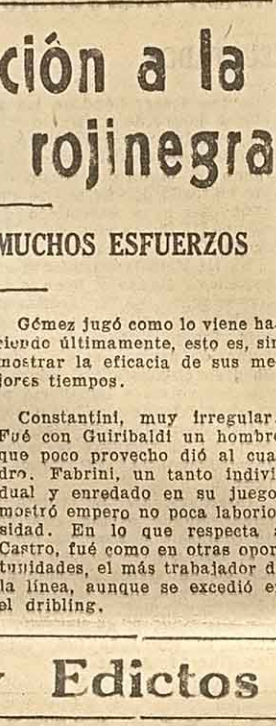 ción a la
rojinegra
MUCHOS ESFUERZOS
Gómez jugó como lo viene ha-
ciendo últimamente, esto es, sin
mostrar la eficacia de sus me-
jores tiempos.
Constantini, muy irregular.
Fué con Guiribaldi un hombre
que poco provecho dió al cua-
dro. Fabrini, un tanto indivi-
dual y enredado en su juego,
mostró empero no poca laborio-
sidad. En lo que respecta a
Castro, fué como en otras opor-
tunidades, el más trabajador d
la línea, aunque se excedió e
el dribling.
y Edictos